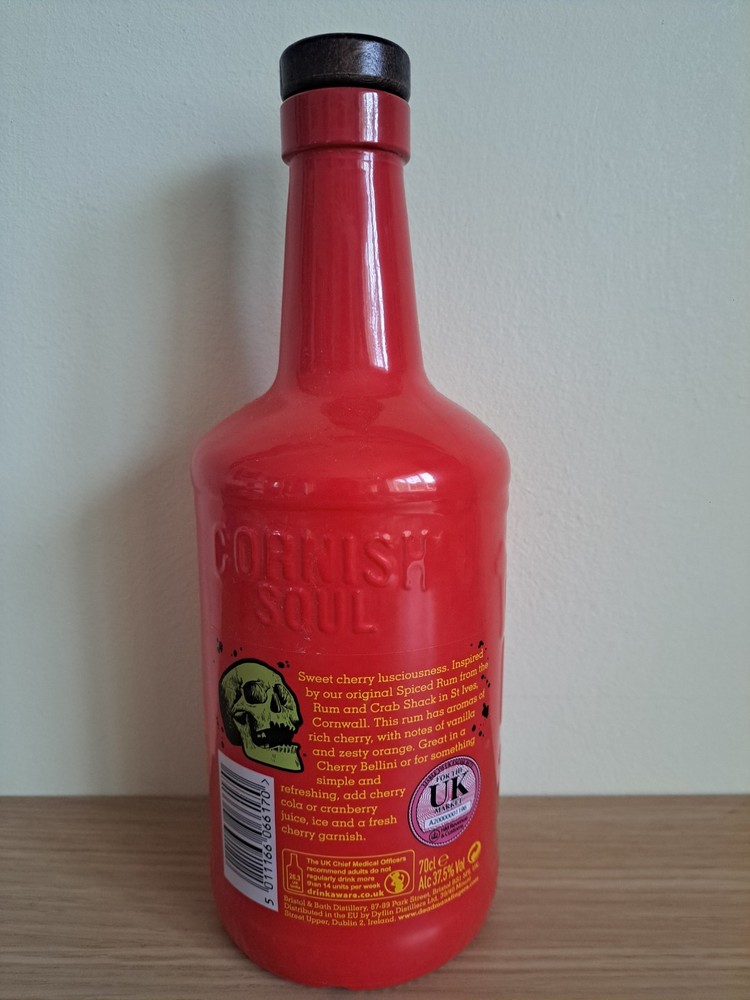 CORNISH
SOUL
Sweet cherry lusciousness. Inspired
by our original Spiced Rum from the
Rum and Crab Shack in St Ives,
Cornwall. This rum has aromas of
rich cherry, with notes of vanilla
and zesty orange. Great in a
Cherry Bellini or for something
simple and
refreshing, add cherry
cola or cranberry
juice, ice and a fresh
cherry garnish.
FOR THE
UK
MARKET
5 011166 066170 >
The UK Chief Medical Officers
recommend adults do not
regularly drink more
than 14 units per week
drinkaware.co.uk
70cl e
Alc 37.5% Vol
Bristol & Bath Distillery, 87-89 Park Street, Bristol
Distributed in the EU by Dyflin Distillers Ltd,
Street Upper, Dublin 2, Ireland.